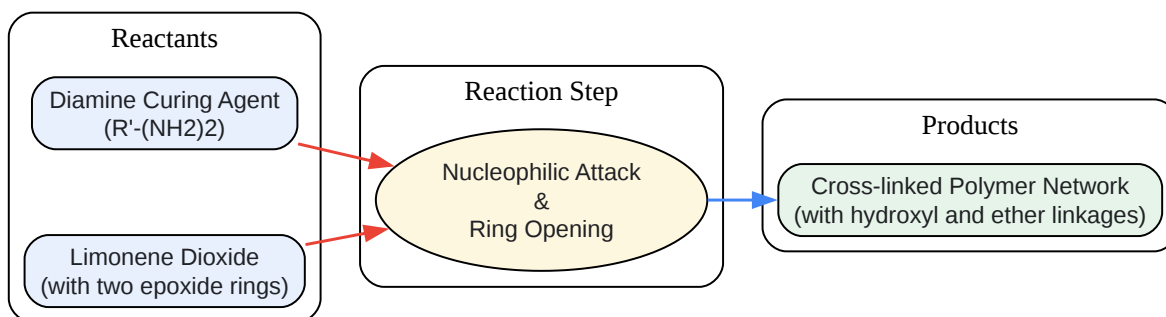 Reactants
Diamine Curing Agent
(R'-(NH2)2)
Limonene Dioxide
(with two epoxide rings)
Reaction Step
Nucleophilic Attack
&
Ring Opening
Products
Cross-linked Polymer Network
(with hydroxyl and ether linkages)